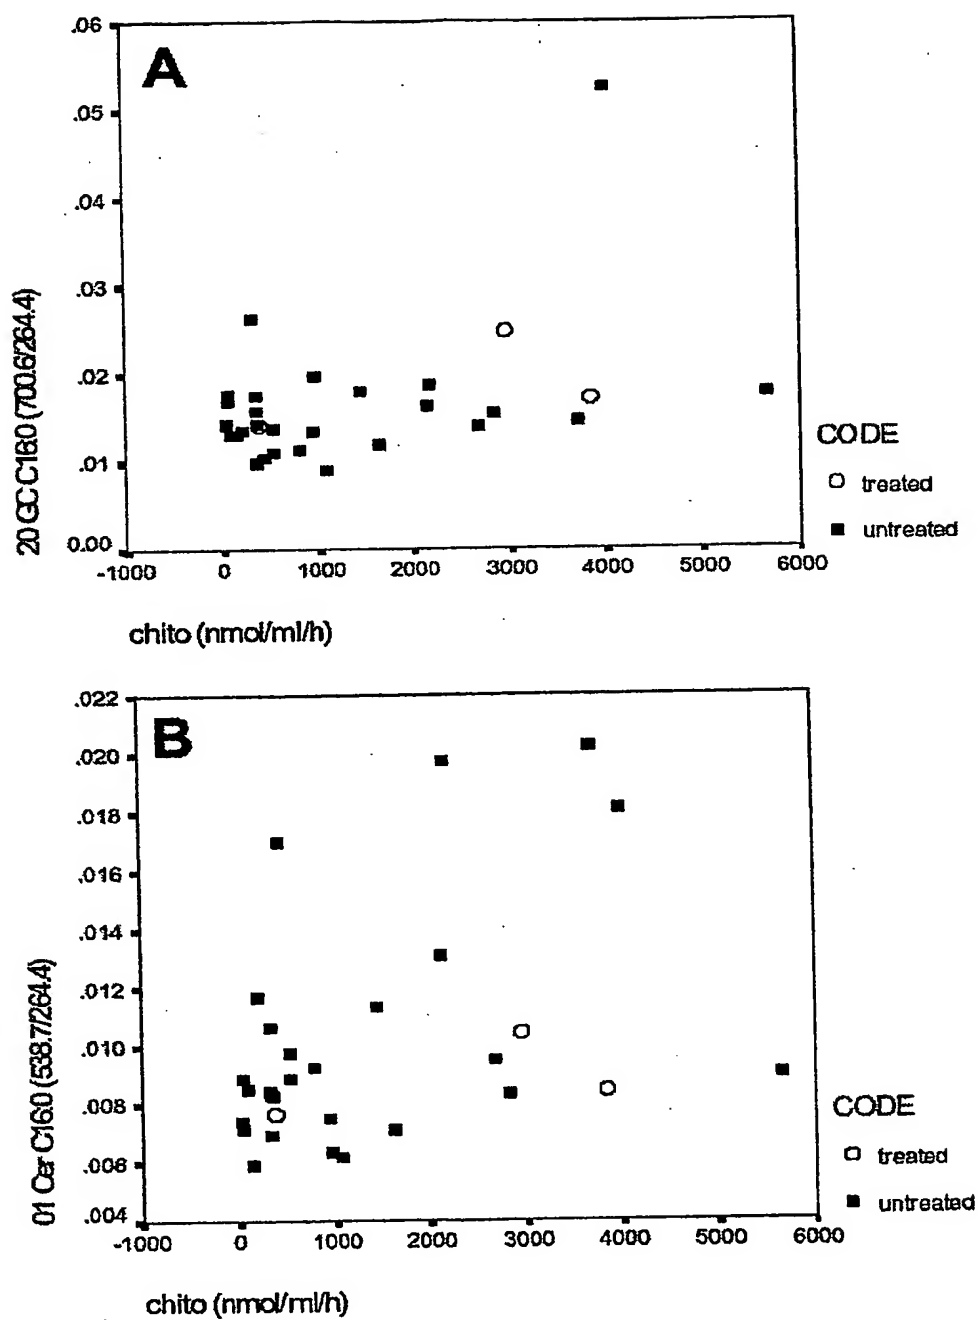 A
.06
.05
.04
.03
.02
.01
0.00
-1000 0 1000 2000 3000 4000 5000 6000
20 GC C16:0 (700.6/264.4)
chito (nmol/ml/h)
CODE
treated
untreated
B
.022
.020
.018
.016
.014
.012
.010
.008
.006
.004
-1000 0 1000 2000 3000 4000 5000 6000
01 Cer C16:0 (538.7/264.4)
chito (nmol/ml/h)
CODE
treated
untreated